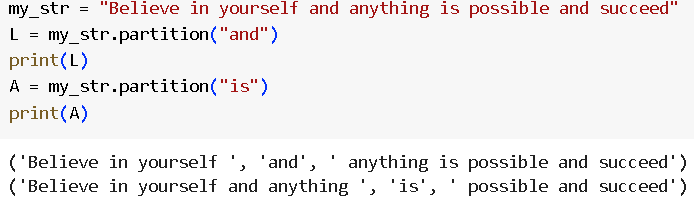 my_str = "Believe in yourself and anything is possible and succeed"
L = my_str.partition("and")
print(L)
A = my_str.partition("is")
print(A)
('Believe in yourself ', 'and', ' anything is possible and succeed')
('Believe in yourself and anything ', 'is', ' possible and succeed')